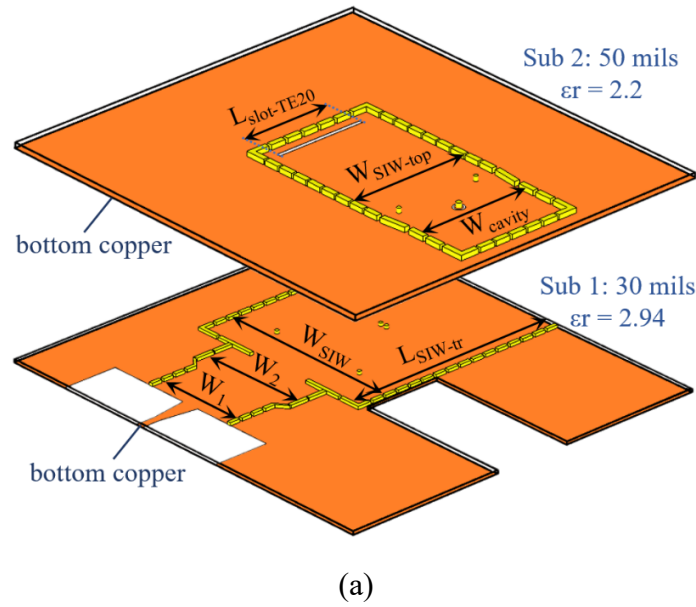 Sub 2: 50 mils
εr = 2.2
Lslot-TE20
WSIW-top
Wcavity
bottom copper
Sub 1: 30 mils
εr = 2.94
WSIW
LSIW-tr
W2
W1
bottom copper
(a)